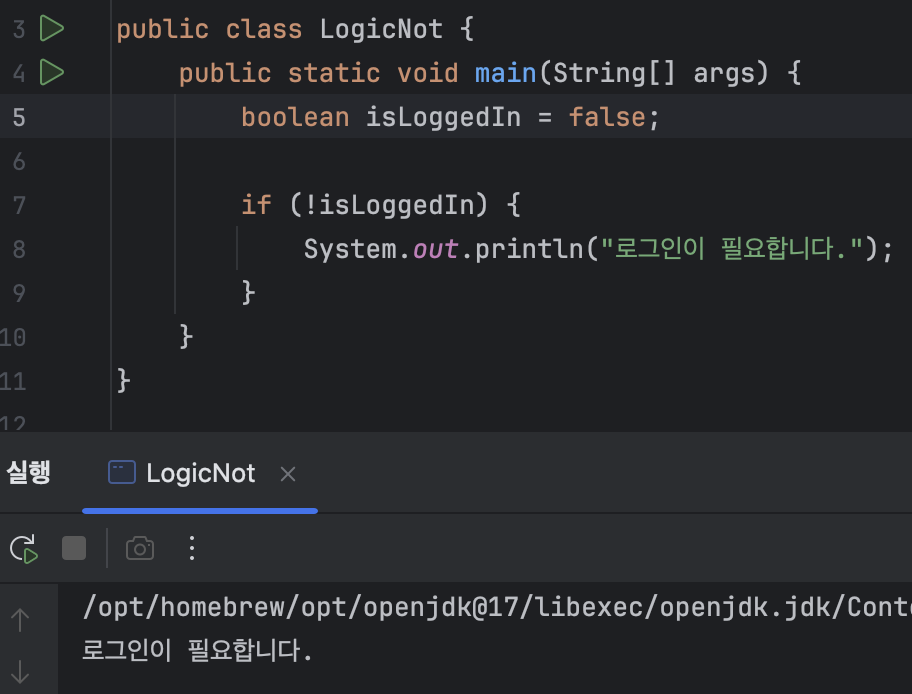 3 public class LogicNot {
4 public static void main(String[] args) {
5 boolean isLoggedIn = false;
6
7 if (!isLoggedIn) {
8 System.out.println("로그인이 필요합니다.");
9 }
10 }
11 }
12
실행 LogicNot
/opt/homebrew/opt/openjdk@17/libexec/openjdk.jdk/Conte
로그인이 필요합니다.